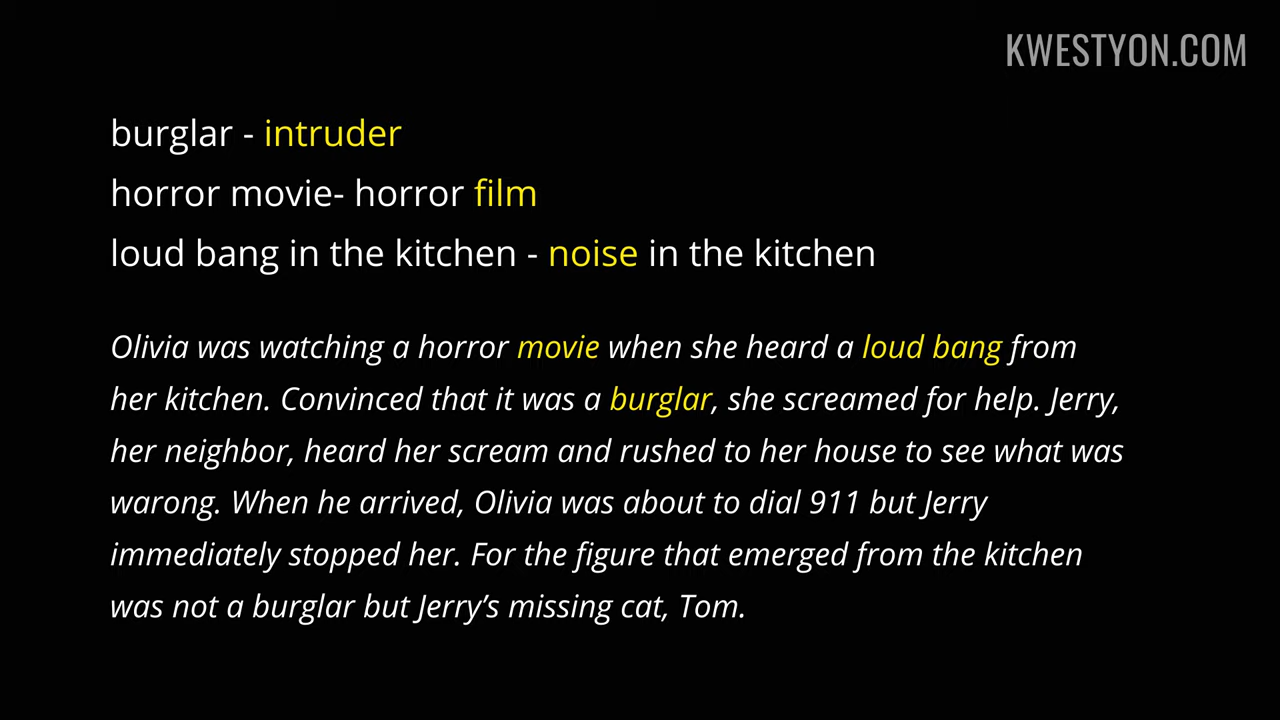 KWESTYON.COM
burglar - intruder
horror movie- horror film
loud bang in the kitchen - noise in the kitchen
Olivia was watching a horror movie when she heard a loud bang from
her kitchen. Convinced that it was a burglar, she screamed for help. Jerry,
her neighbor, heard her scream and rushed to her house to see what was
warong. When he arrived, Olivia was about to dial 911 but Jerry
immediately stopped her. For the figure that emerged from the kitchen
was not a burglar but Jerry’s missing cat, Tom.